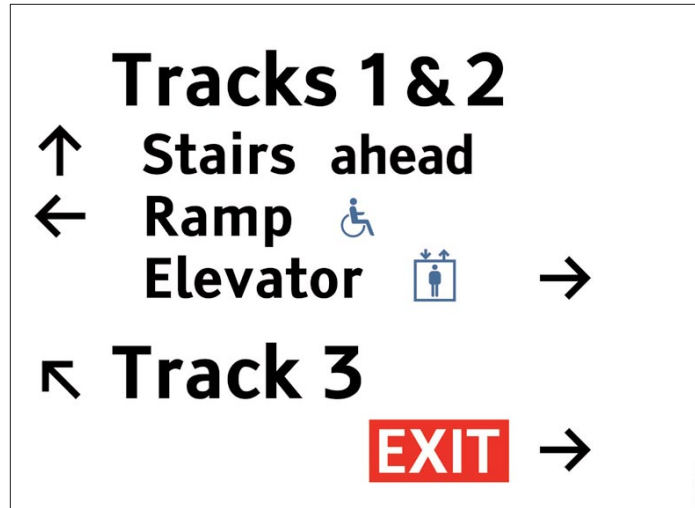 Tracks 1 & 2
Stairs ahead
Ramp
Elevator
Track 3
EXIT